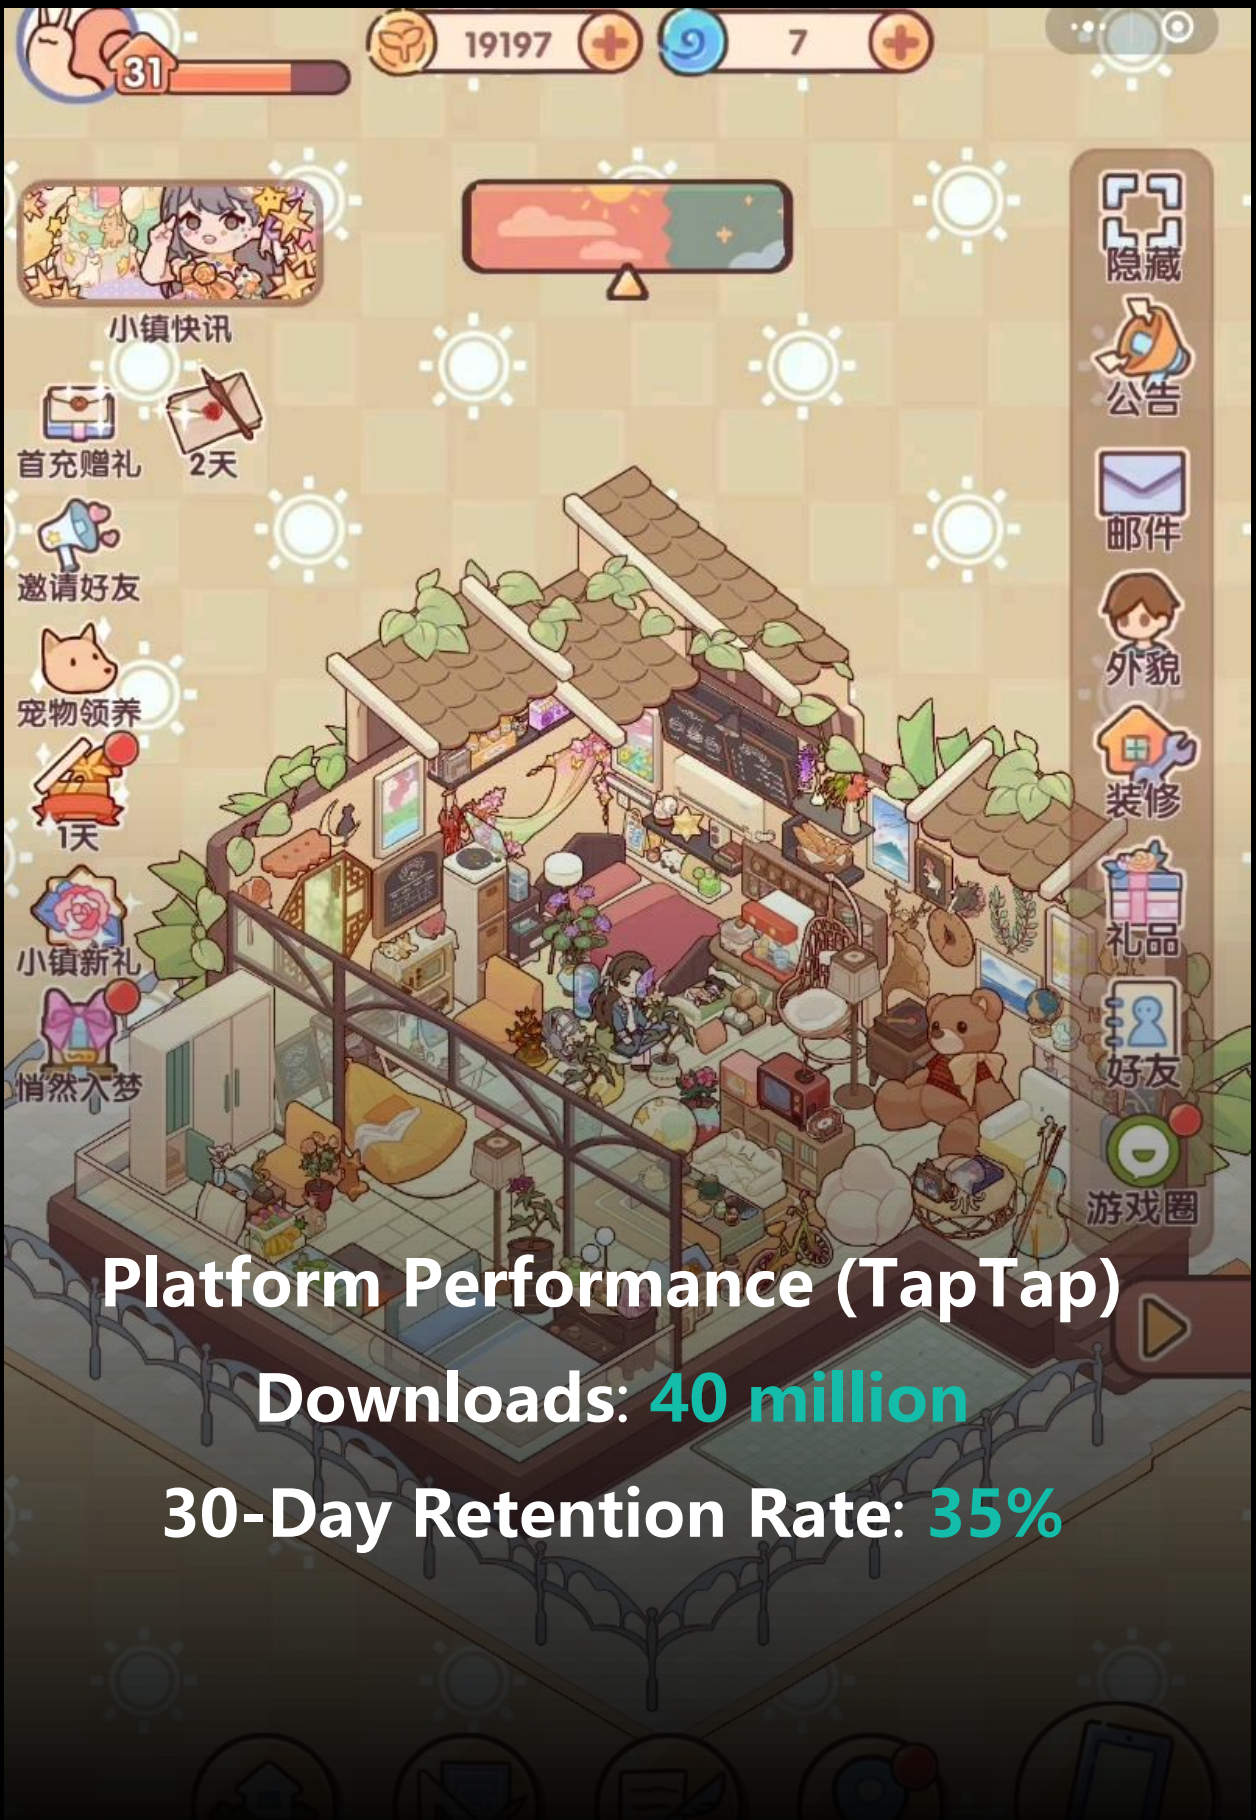 31
19197
7
小镇快讯
首充赠礼
2天
邀请好友
宠物领养
1天
小镇新礼
悄然入梦
隐藏
公告
邮件
外貌
装修
礼品
好友
游戏圈
Platform Performance (TapTap)
Downloads: 40 million
30-Day Retention Rate: 35%